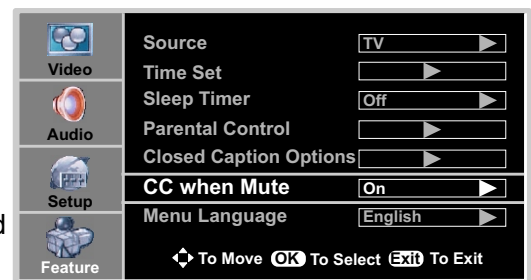 Video
Audio
Setup
Feature
Source TV
Time Set
Sleep Timer Off
Parental Control
Closed Caption Options
CC when Mute On
Menu Language English
To Move OK To Select Exit To Exit